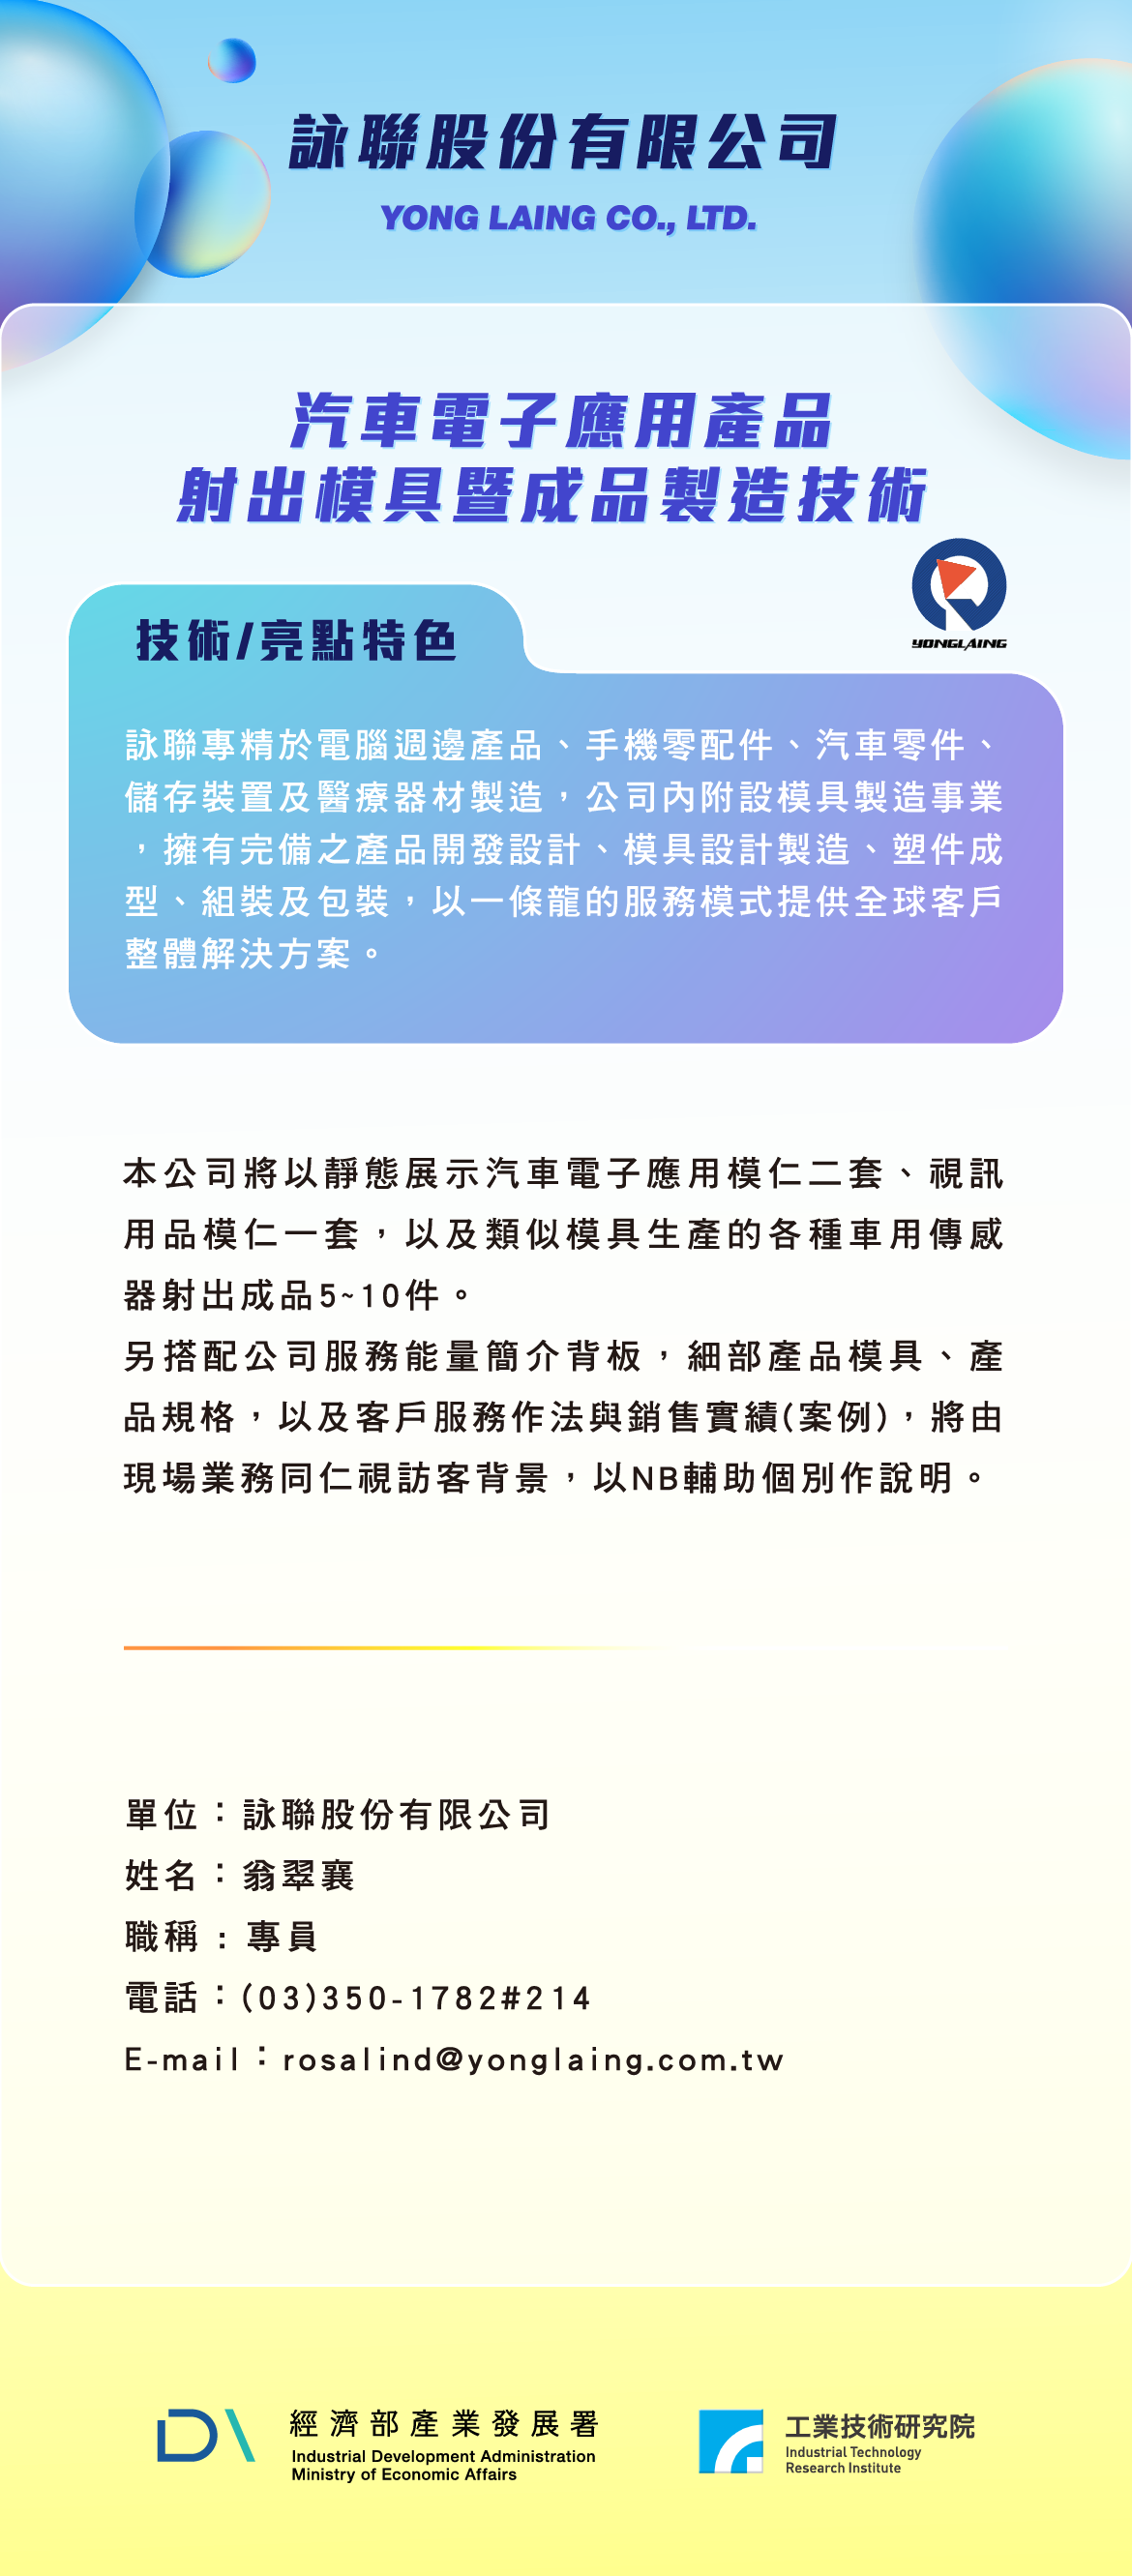 詠聯股份有限公司
YONG LAING CO., LTD.
汽車電子應用產品
射出模具暨成品製造技術
YONGLAING
技術/亮點特色
詠聯專精於電腦週邊產品、手機零配件、汽車零件、
儲存裝置及醫療器材製造，公司內附設模具製造事業
，擁有完備之產品開發設計、模具設計製造、塑件成
型、組裝及包裝，以一條龍的服務模式提供全球客戶
整體解決方案。
本公司將以靜態展示汽車電子應用模仁二套、視訊
用品模仁一套，以及類似模具生產的各種車用傳感
器射出成品5~10件。
另搭配公司服務能量簡介背板，細部產品模具、產
品規格，以及客戶服務作法與銷售實績(案例)，將由
現場業務同仁視訪客背景，以NB輔助個別作說明。
單位：詠聯股份有限公司
姓名：翁翠襄
職稱：專員
電話：(03)350-1782#214
E-mail：rosalind@yonglaing.com.tw
經濟部產業發展署
Industrial Development Administration
Ministry of Economic Affairs
工業技術研究院
Industrial Technology
Research Institute